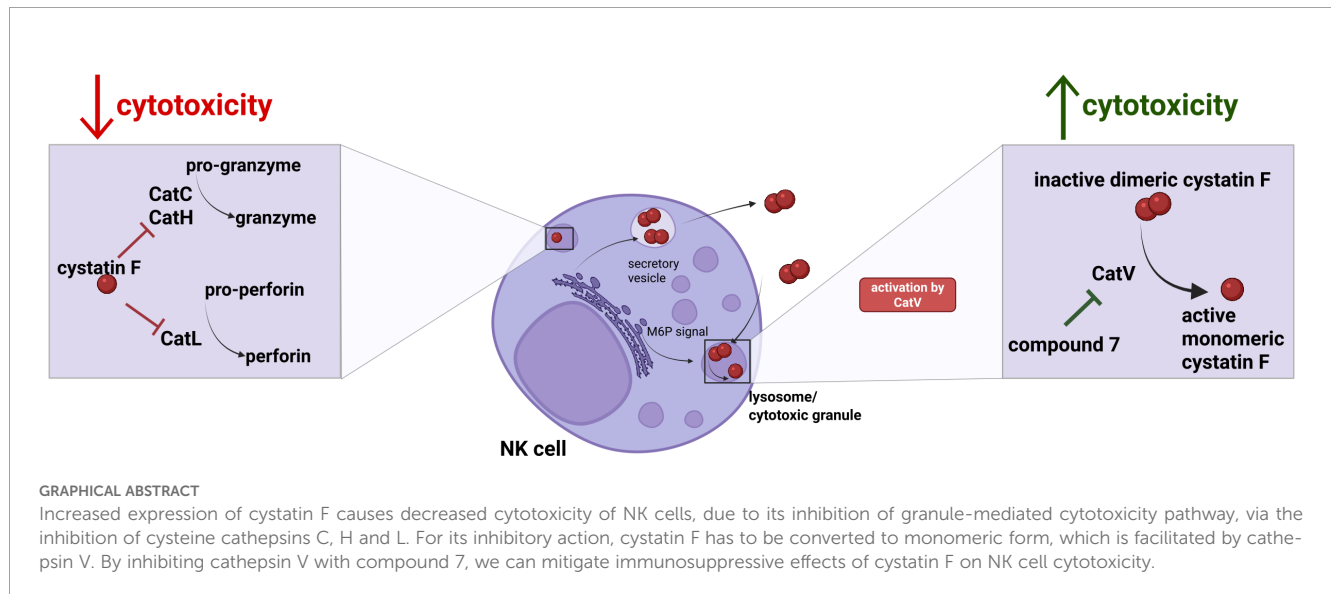 cytotoxicity
pro-granzyme
CatC
CatH
granzyme
cystatin F
pro-perforin
CatL
perforin
secretory
vesicle
M6P signal
lysosome/
cytotoxic granule
NK cell
activation by
CatV
cytotoxicity
inactive dimeric cystatin F
CatV
compound 7
active
monomeric
cystatin F
GRAPHICAL ABSTRACT
Increased expression of cystatin F causes decreased cytotoxicity of NK cells, due to its inhibition of granule-mediated cytotoxicity pathway, via the
inhibition of cysteine cathepsins C, H and L. For its inhibitory action, cystatin F has to be converted to monomeric form, which is facilitated by cathe-
psin V. By inhibiting cathepsin V with compound 7, we can mitigate immunosuppressive effects of cystatin F on NK cell cytotoxicity.